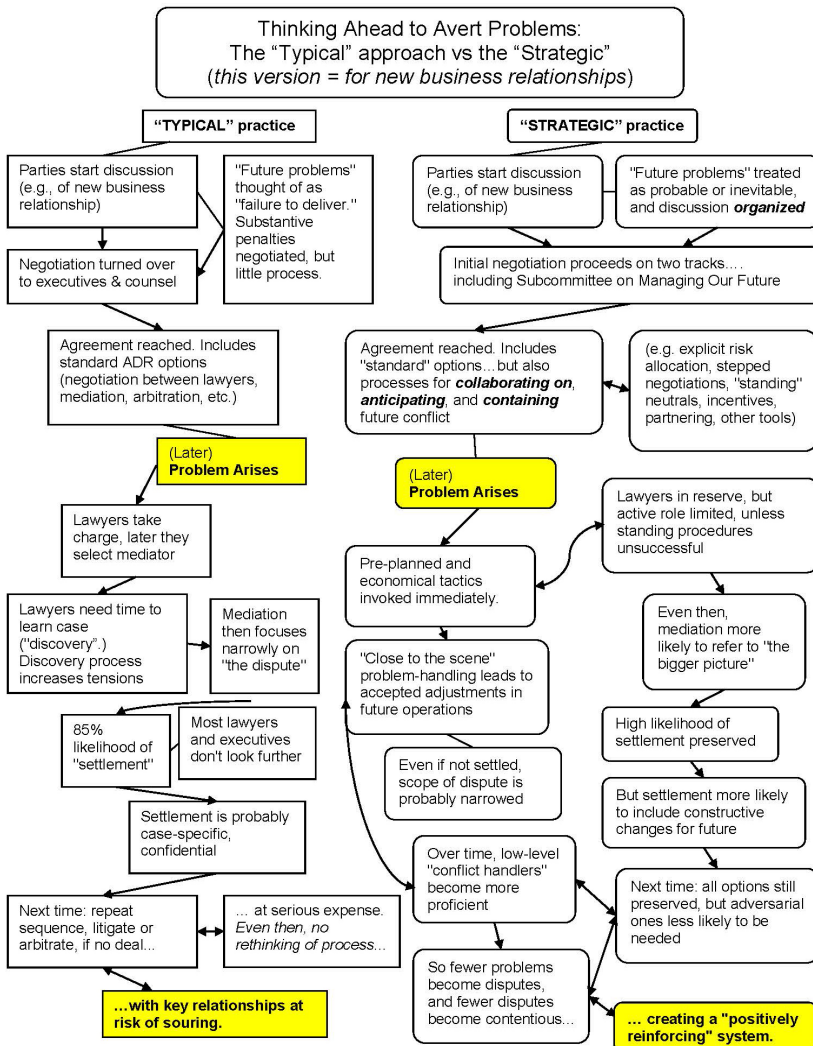 Thinking Ahead to Avert Problems:
The “Typical” approach vs the “Strategic”
(this version = for new business relationships)
“TYPICAL” practice
Parties start discussion
(e.g., of new business
relationship)
"Future problems"
thought of as
"failure to deliver."
Substantive
penalties
negotiated, but
little process.
Negotiation turned over
to executives & counsel
Agreement reached. Includes
standard ADR options
(negotiation between lawyers,
mediation, arbitration, etc.)
(Later)
Problem Arises
Lawyers take
charge, later they
select mediator
Lawyers need time to
learn case
("discovery”.)
Discovery process
increases tensions
Mediation
then focuses
narrowly on
"the dispute"
85%
likelihood of
"settlement"
Most lawyers
and executives
don't look further
Settlement is probably
case-specific,
confidential
Next time: repeat
sequence, litigate or
arbitrate, if no deal...
... at serious expense.
Even then, no
rethinking of process...
...with key relationships at
risk of souring.
“STRATEGIC” practice
Parties start discussion
(e.g., of new business
relationship)
"Future problems" treated
as probable or inevitable,
and discussion organized
Initial negotiation proceeds on two tracks....
including Subcommittee on Managing Our Future
Agreement reached. Includes
"standard" options...but also
processes for collaborating on,
anticipating, and containing
future conflict
(e.g. explicit risk
allocation, stepped
negotiations, "standing"
neutrals, incentives,
partnering, other tools)
(Later)
Problem Arises
Lawyers in reserve, but
active role limited, unless
standing procedures
unsuccessful
Pre-planned and
economical tactics
invoked immediately.
Even then,
mediation more
likely to refer to "the
bigger picture"
"Close to the scene"
problem-handling leads to
accepted adjustments in
future operations
High likelihood of
settlement preserved
Even if not settled,
scope of dispute is
probably narrowed
But settlement more likely
to include constructive
changes for future
Over time, low-level
"conflict handlers"
become more
proficient
Next time: all options still
preserved, but adversarial
ones less likely to be
needed
So fewer problems
become disputes,
and fewer disputes
become contentious...
... creating a "positively
reinforcing" system.